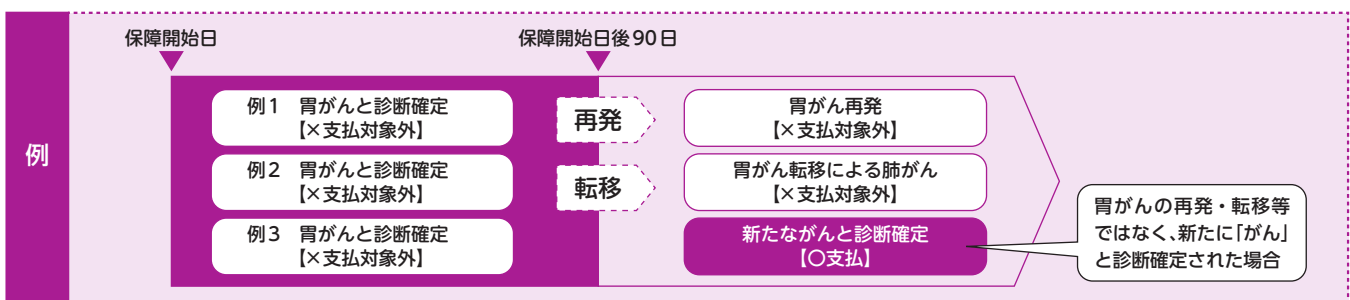 例
保障開始日
保障開始日後90日
例1 胃がんと診断確定
【×支払対象外】
再発
胃がん再発
【×支払対象外】
例2 胃がんと診断確定
【×支払対象外】
転移
胃がん転移による肺がん
【×支払対象外】
例3 胃がんと診断確定
【×支払対象外】
新たながんと診断確定
【〇支払】
胃がんの再発・転移等
ではなく、新たに「がん」
と診断確定された場合